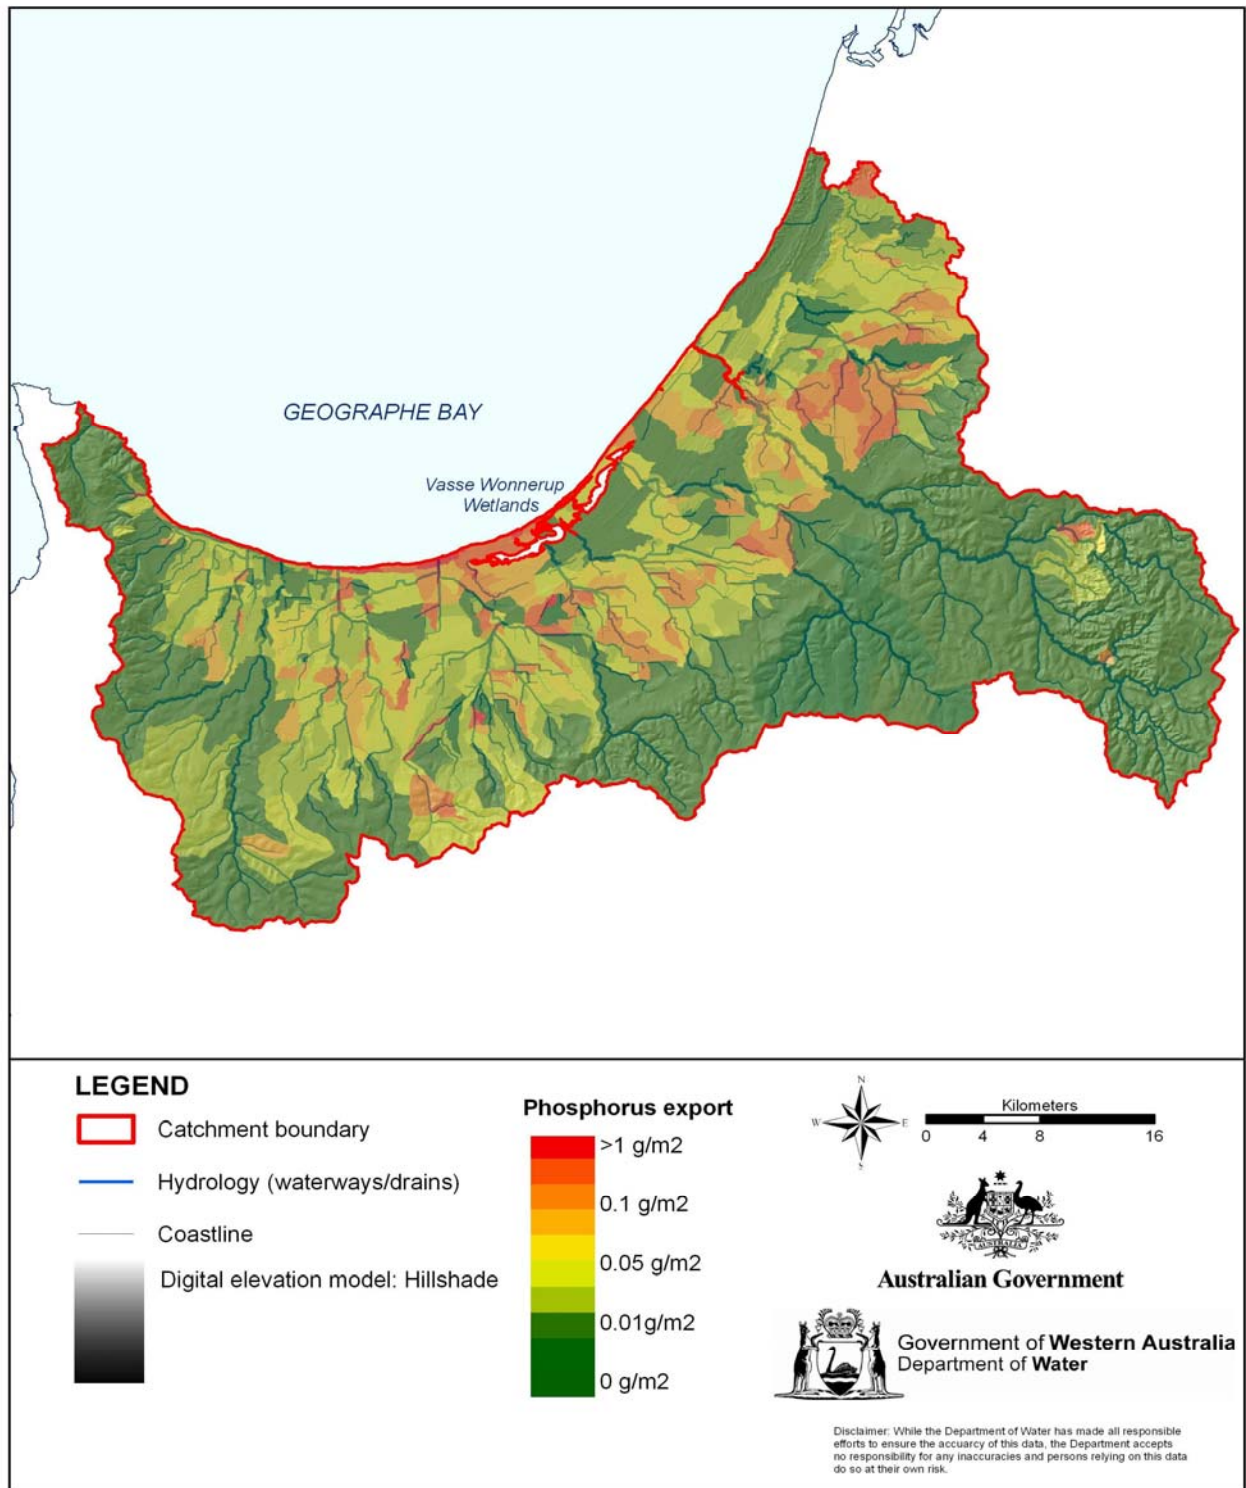 GEOGRAPHE BAY
Vasse Wonnerup
Wetlands
LEGEND
Catchment boundary
Hydrology (waterways/drains)
Coastline
Digital elevation model: Hillshade
Phosphorus export
>1 g/m2
0.1 g/m2
0.05 g/m2
0.01g/m2
0 g/m2
N
W
E
S
Kilometers
0 4 8 16
AUSTRALIA
Australian Government
Government of Western Australia
Department of Water
Disclaimer: While the Department of Water has made all responsible
efforts to ensure the accuarcy of this data, the Department accepts
no responsibility for any inaccuracies and persons relying on this data
do so at their own risk.